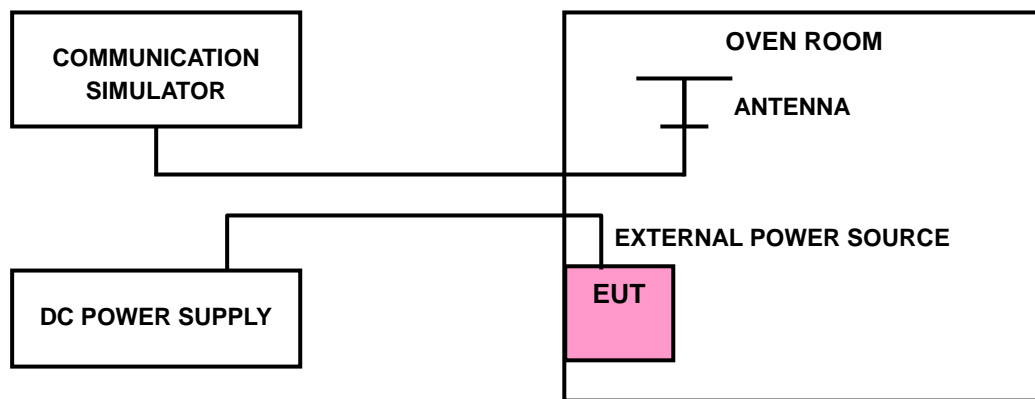 COMMUNICATION
SIMULATOR
OVEN ROOM
ANTENNA
EXTERNAL POWER SOURCE
DC POWER SUPPLY
EUT